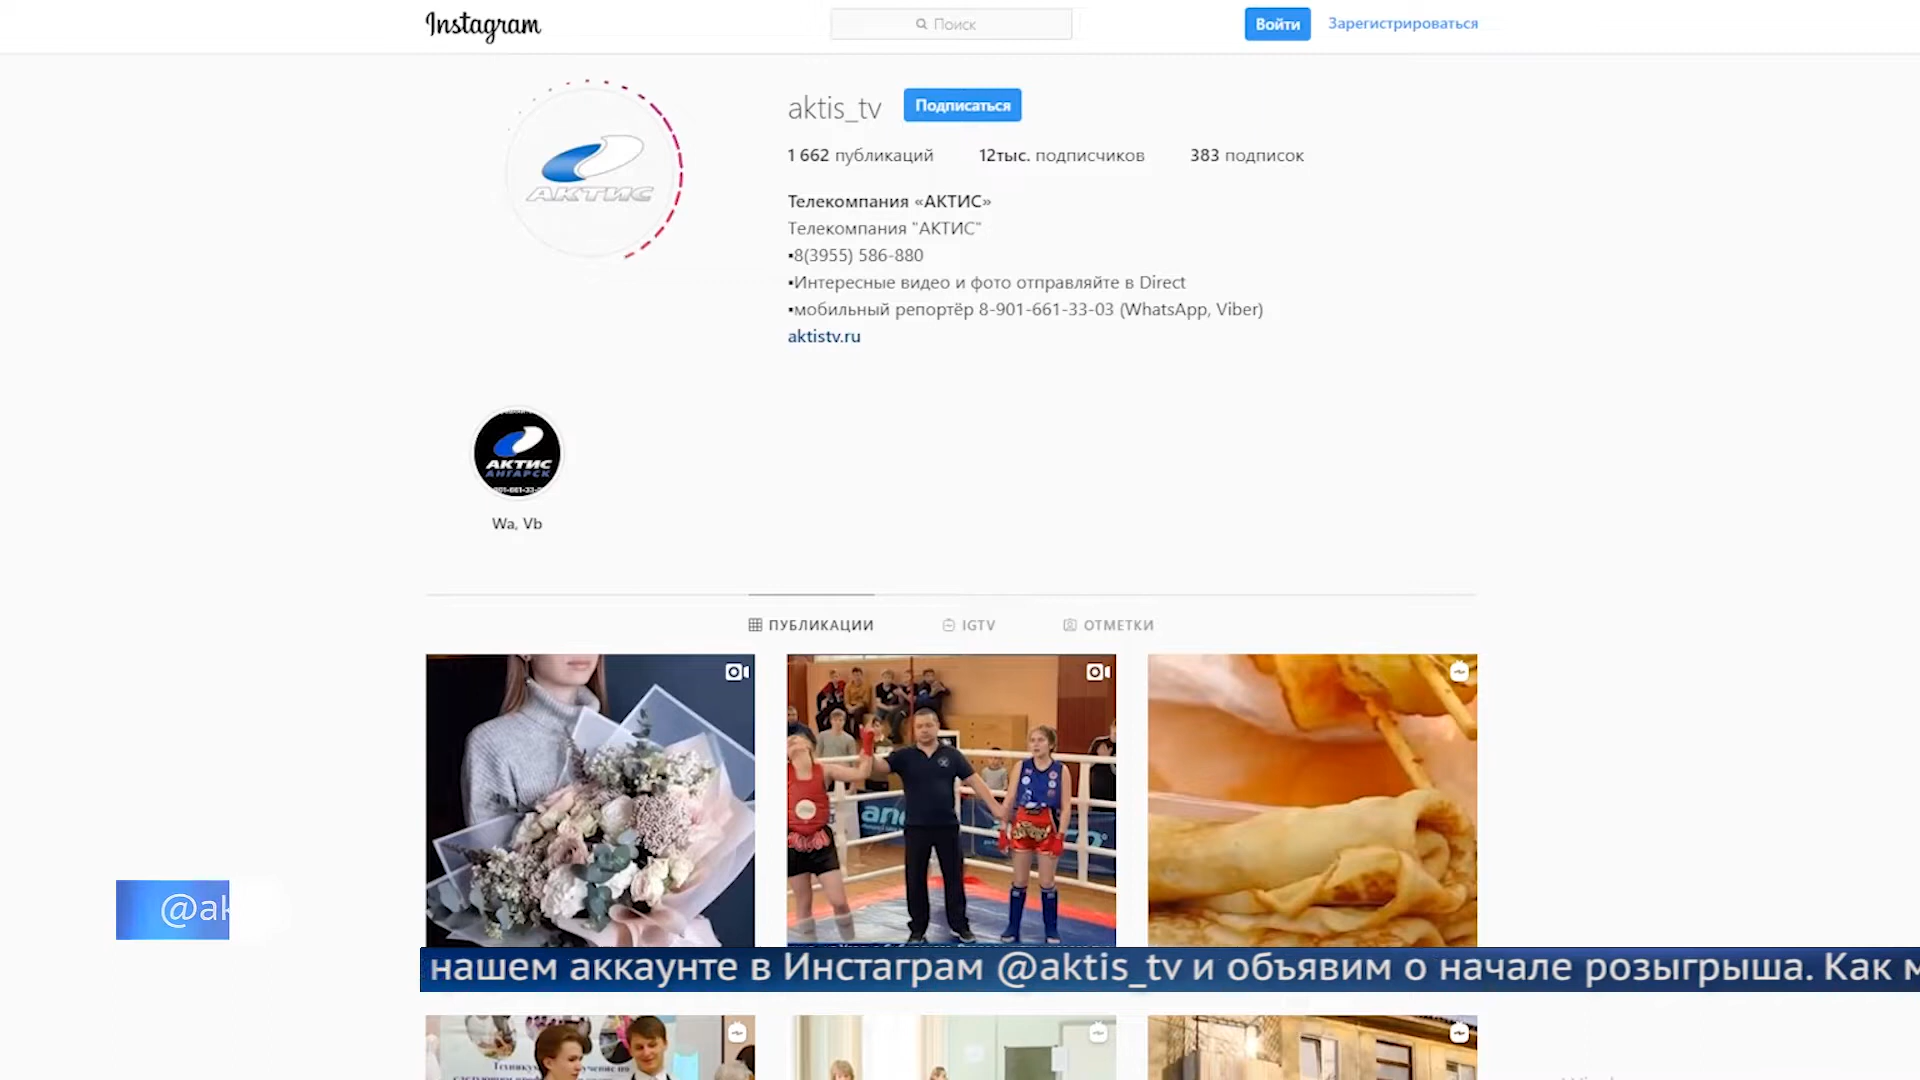 Instagram
Поиск
Войти
Зарегистрироваться
aktis_tv
Подписаться
1 662 публикаций
12тыс. подписчиков
383 подписок
АКТИС
Телекомпания «АКТИС»
Телекомпания "АКТИС"
▪8(3955) 586-880
▪Интересные видео и фото отправляйте в Direct
▪мобильный репортёр 8-901-661-33-03 (WhatsApp, Viber)
aktistv.ru
АКТИС
АНГАРСК
Wa, Vb
ПУБЛИКАЦИИ
IGTV
ОТМЕТКИ
@ak
нашем аккаунте в Инстаграм @aktis_tv и объявим о начале розыгрыша. Как м